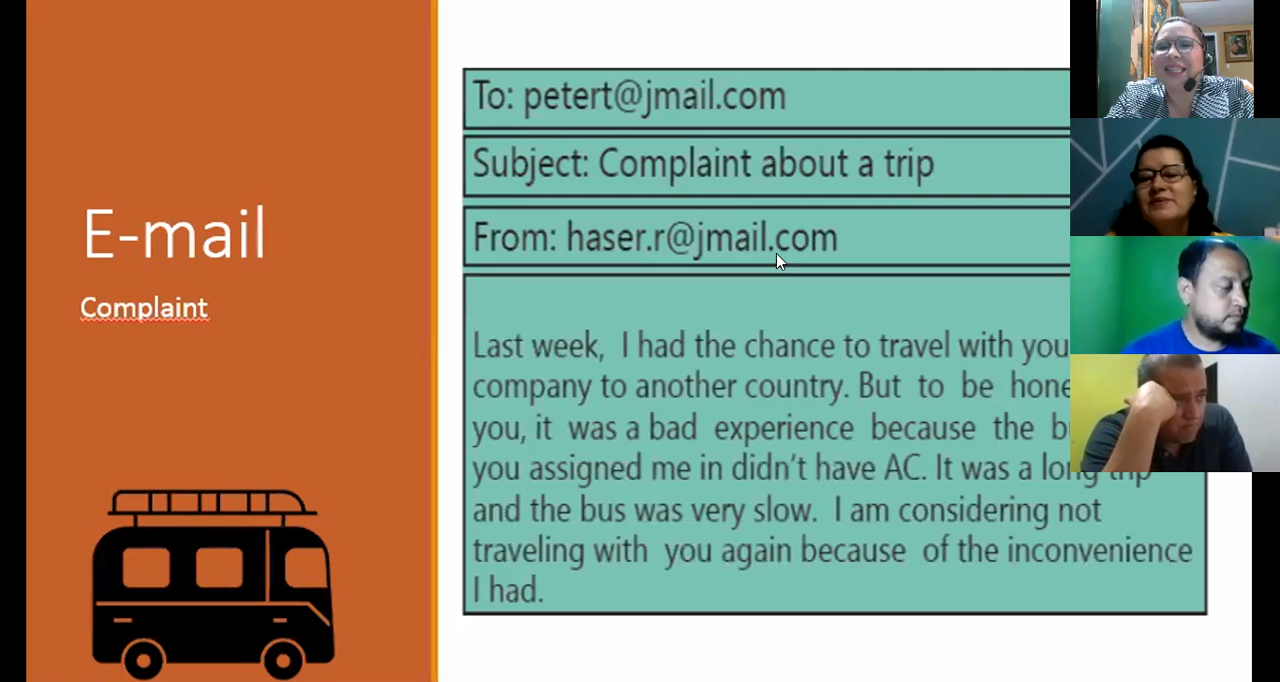 E-mail
Complaint
To: petert@jmail.com
Subject: Complaint about a trip
From: haser.r@jmail.com
Last week, I had the chance to travel with you
company to another country. But to be hone
you, it was a bad experience because the b
you assigned me in didn't have AC. It was a long trip
and the bus was very slow. I am considering not
traveling with you again because of the inconvenience
I had.